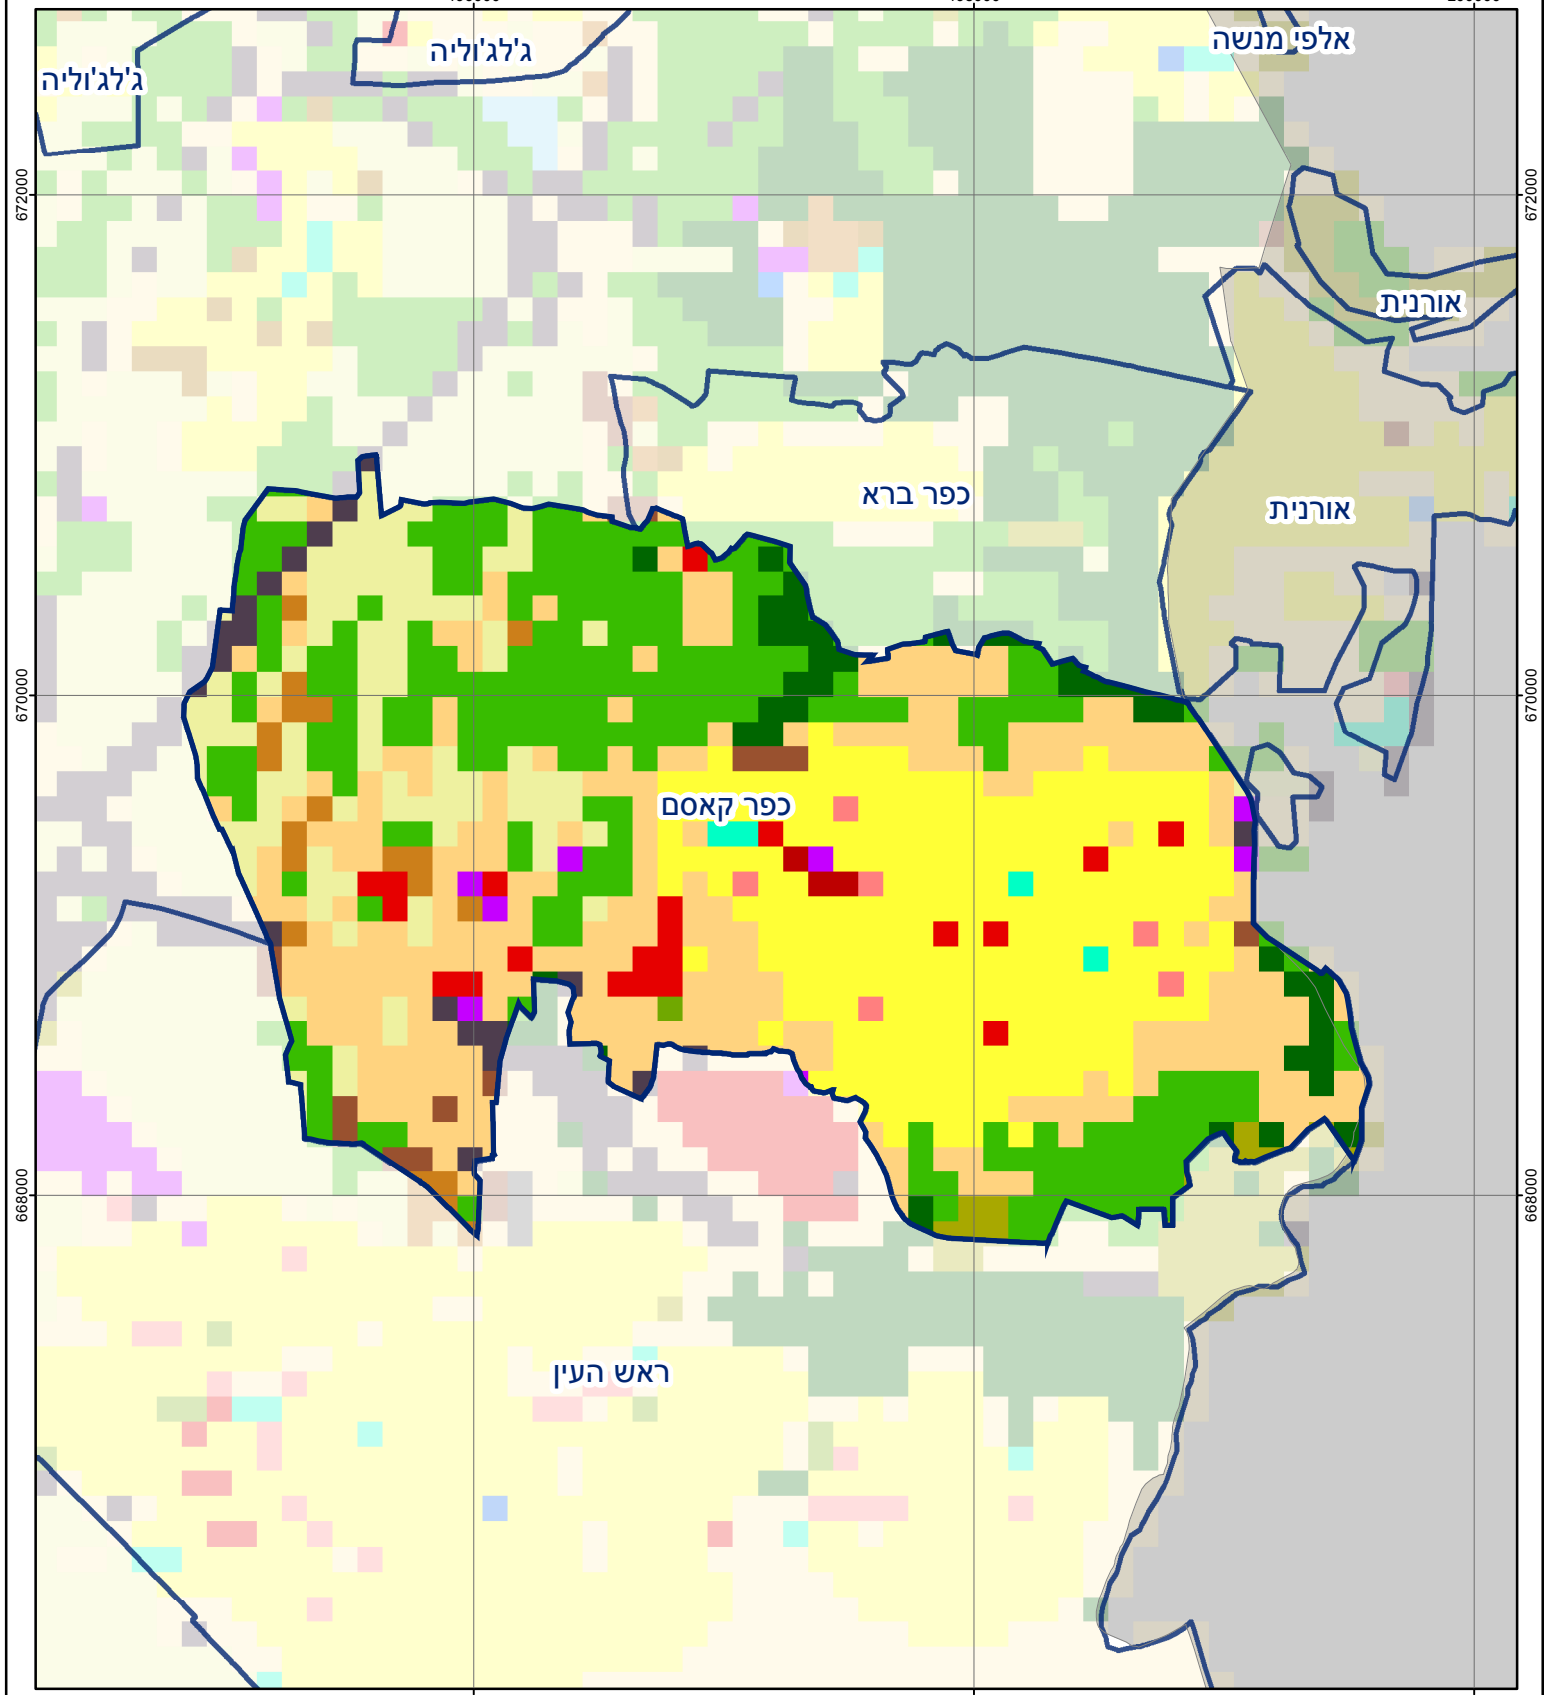 אלפי מנשה
ג'לג'וליה
ג'לג'וליה
672000
672000
אורנית
כפר ברא
אורנית
670000
670000
כפר קאסם
668000
668000
ראש העין